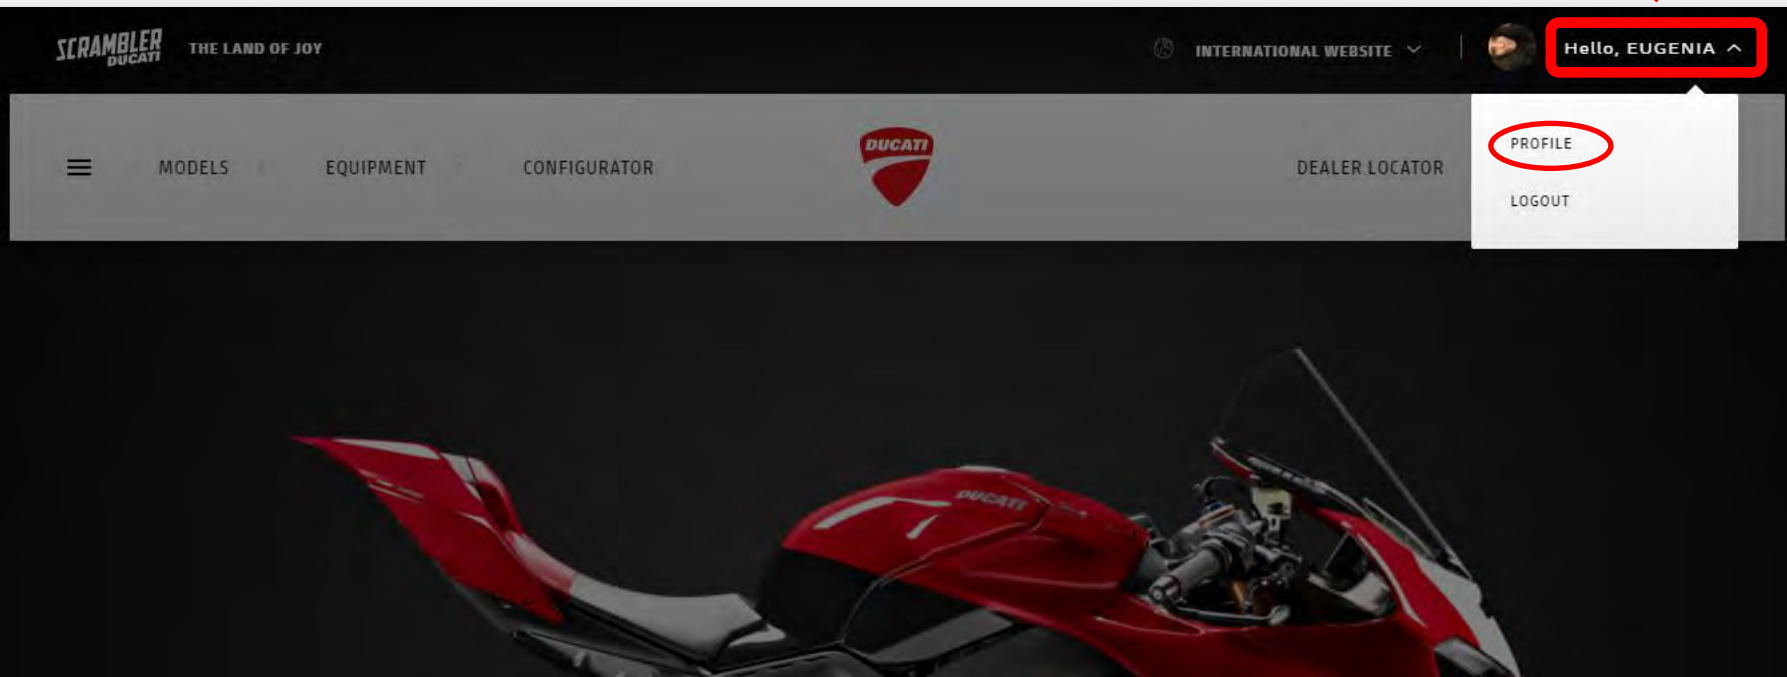 SCRAMBLER
DUCATI
THE LAND OF JOY
INTERNATIONAL WEBSITE
Hello, EUGENIA
MODELS
EQUIPMENT
CONFIGURATOR
DUCATI
DEALER LOCATOR
PROFILE
LOGOUT
DUCATI